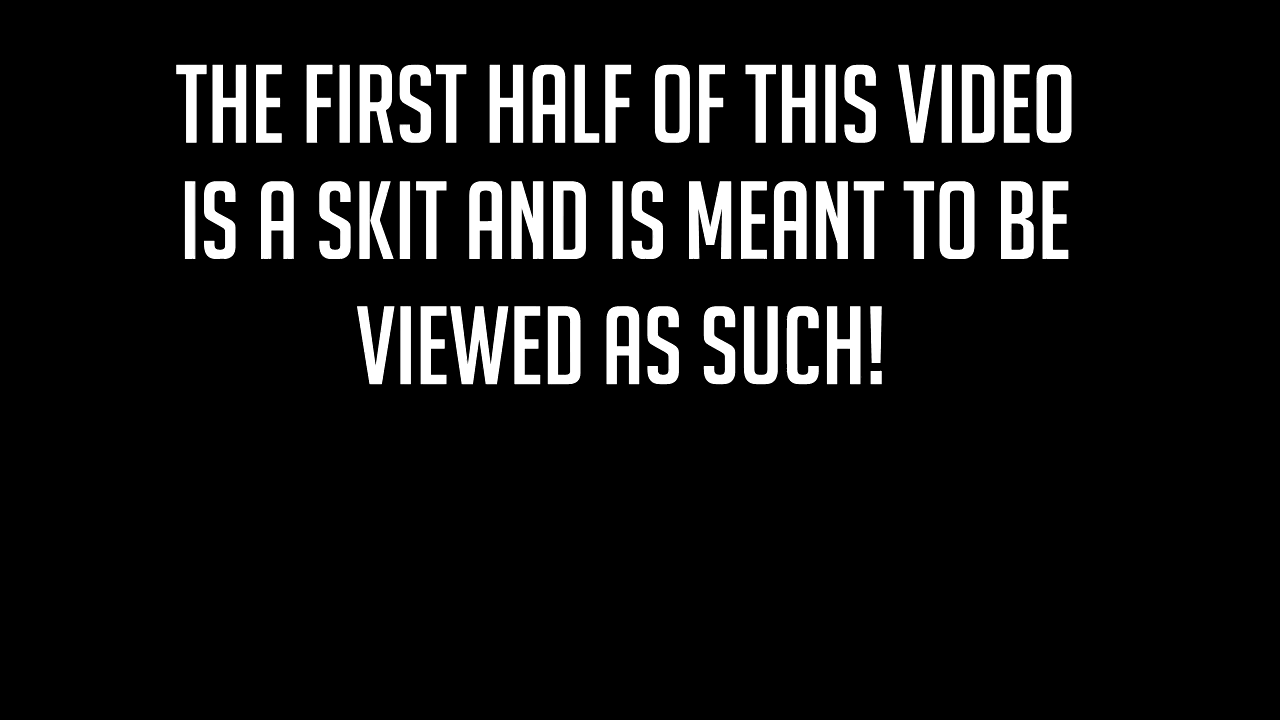 THE FIRST HALF OF THIS VIDEO
IS A SKIT AND IS MEANT TO BE
VIEWED AS SUCH!